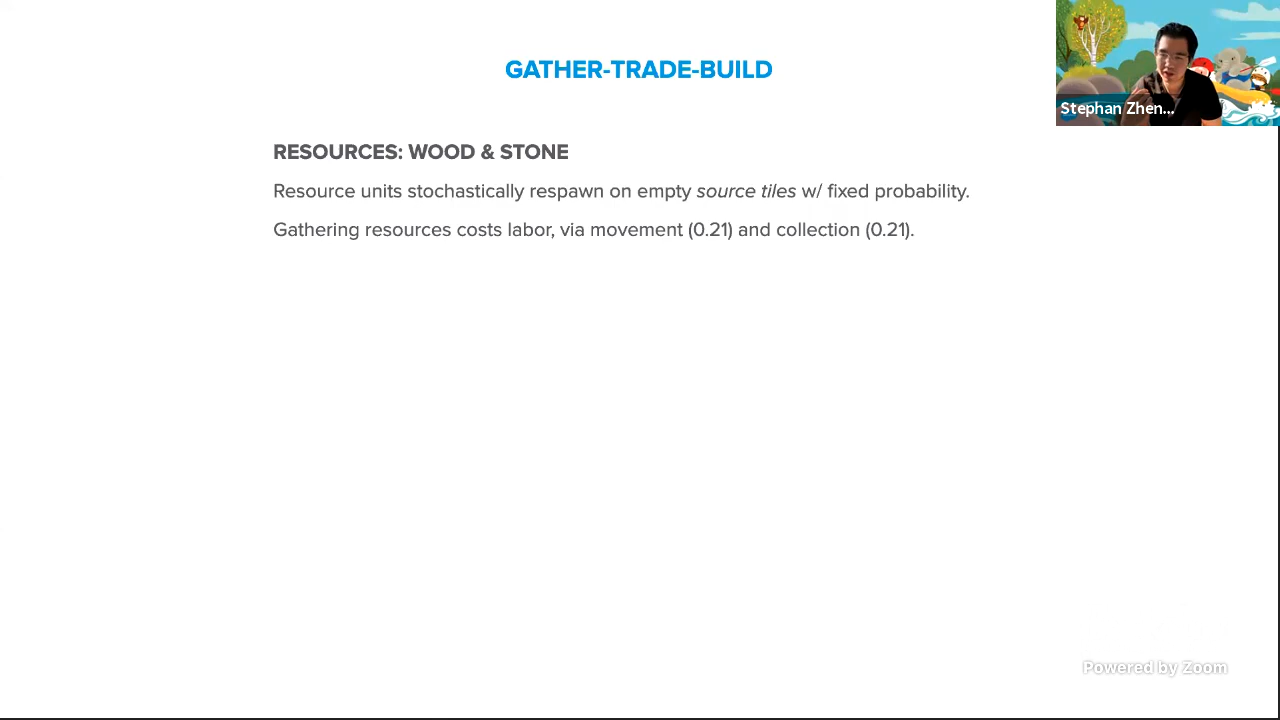 GATHER-TRADE-BUILD
Stephan Zhen...
RESOURCES: WOOD & STONE
Resource units stochastically respawn on empty source tiles w/ fixed probability.
Gathering resources costs labor, via movement (0.21) and collection (0.21).
Powered by Zoom